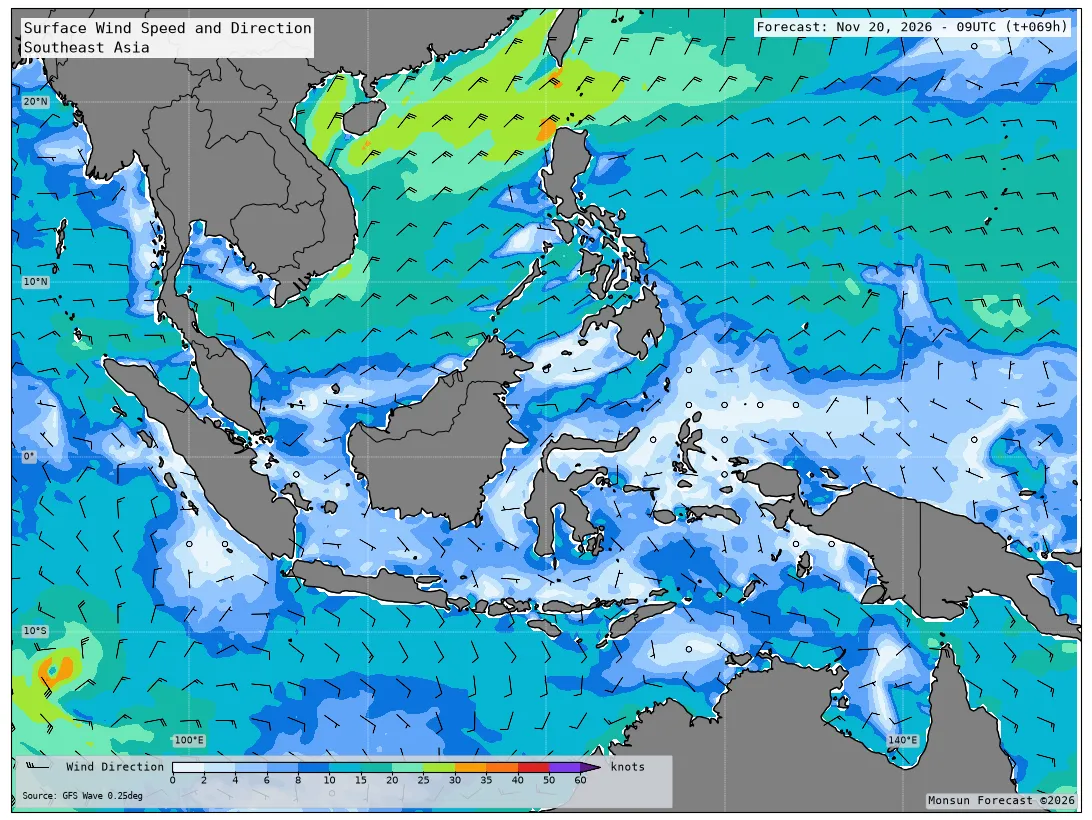 Surface Wind Speed and Direction
Southeast Asia
Forecast: Nov 20, 2026 - 09UTC (t+069h)
20°N
10°N
0°
10°S
100°E
140°E
Wind Direction
0 2 4 6 8 10 15 20 25 30 35 40 50 60
knots
Source: GFS Wave 0.25deg
Monsun Forecast ©2026